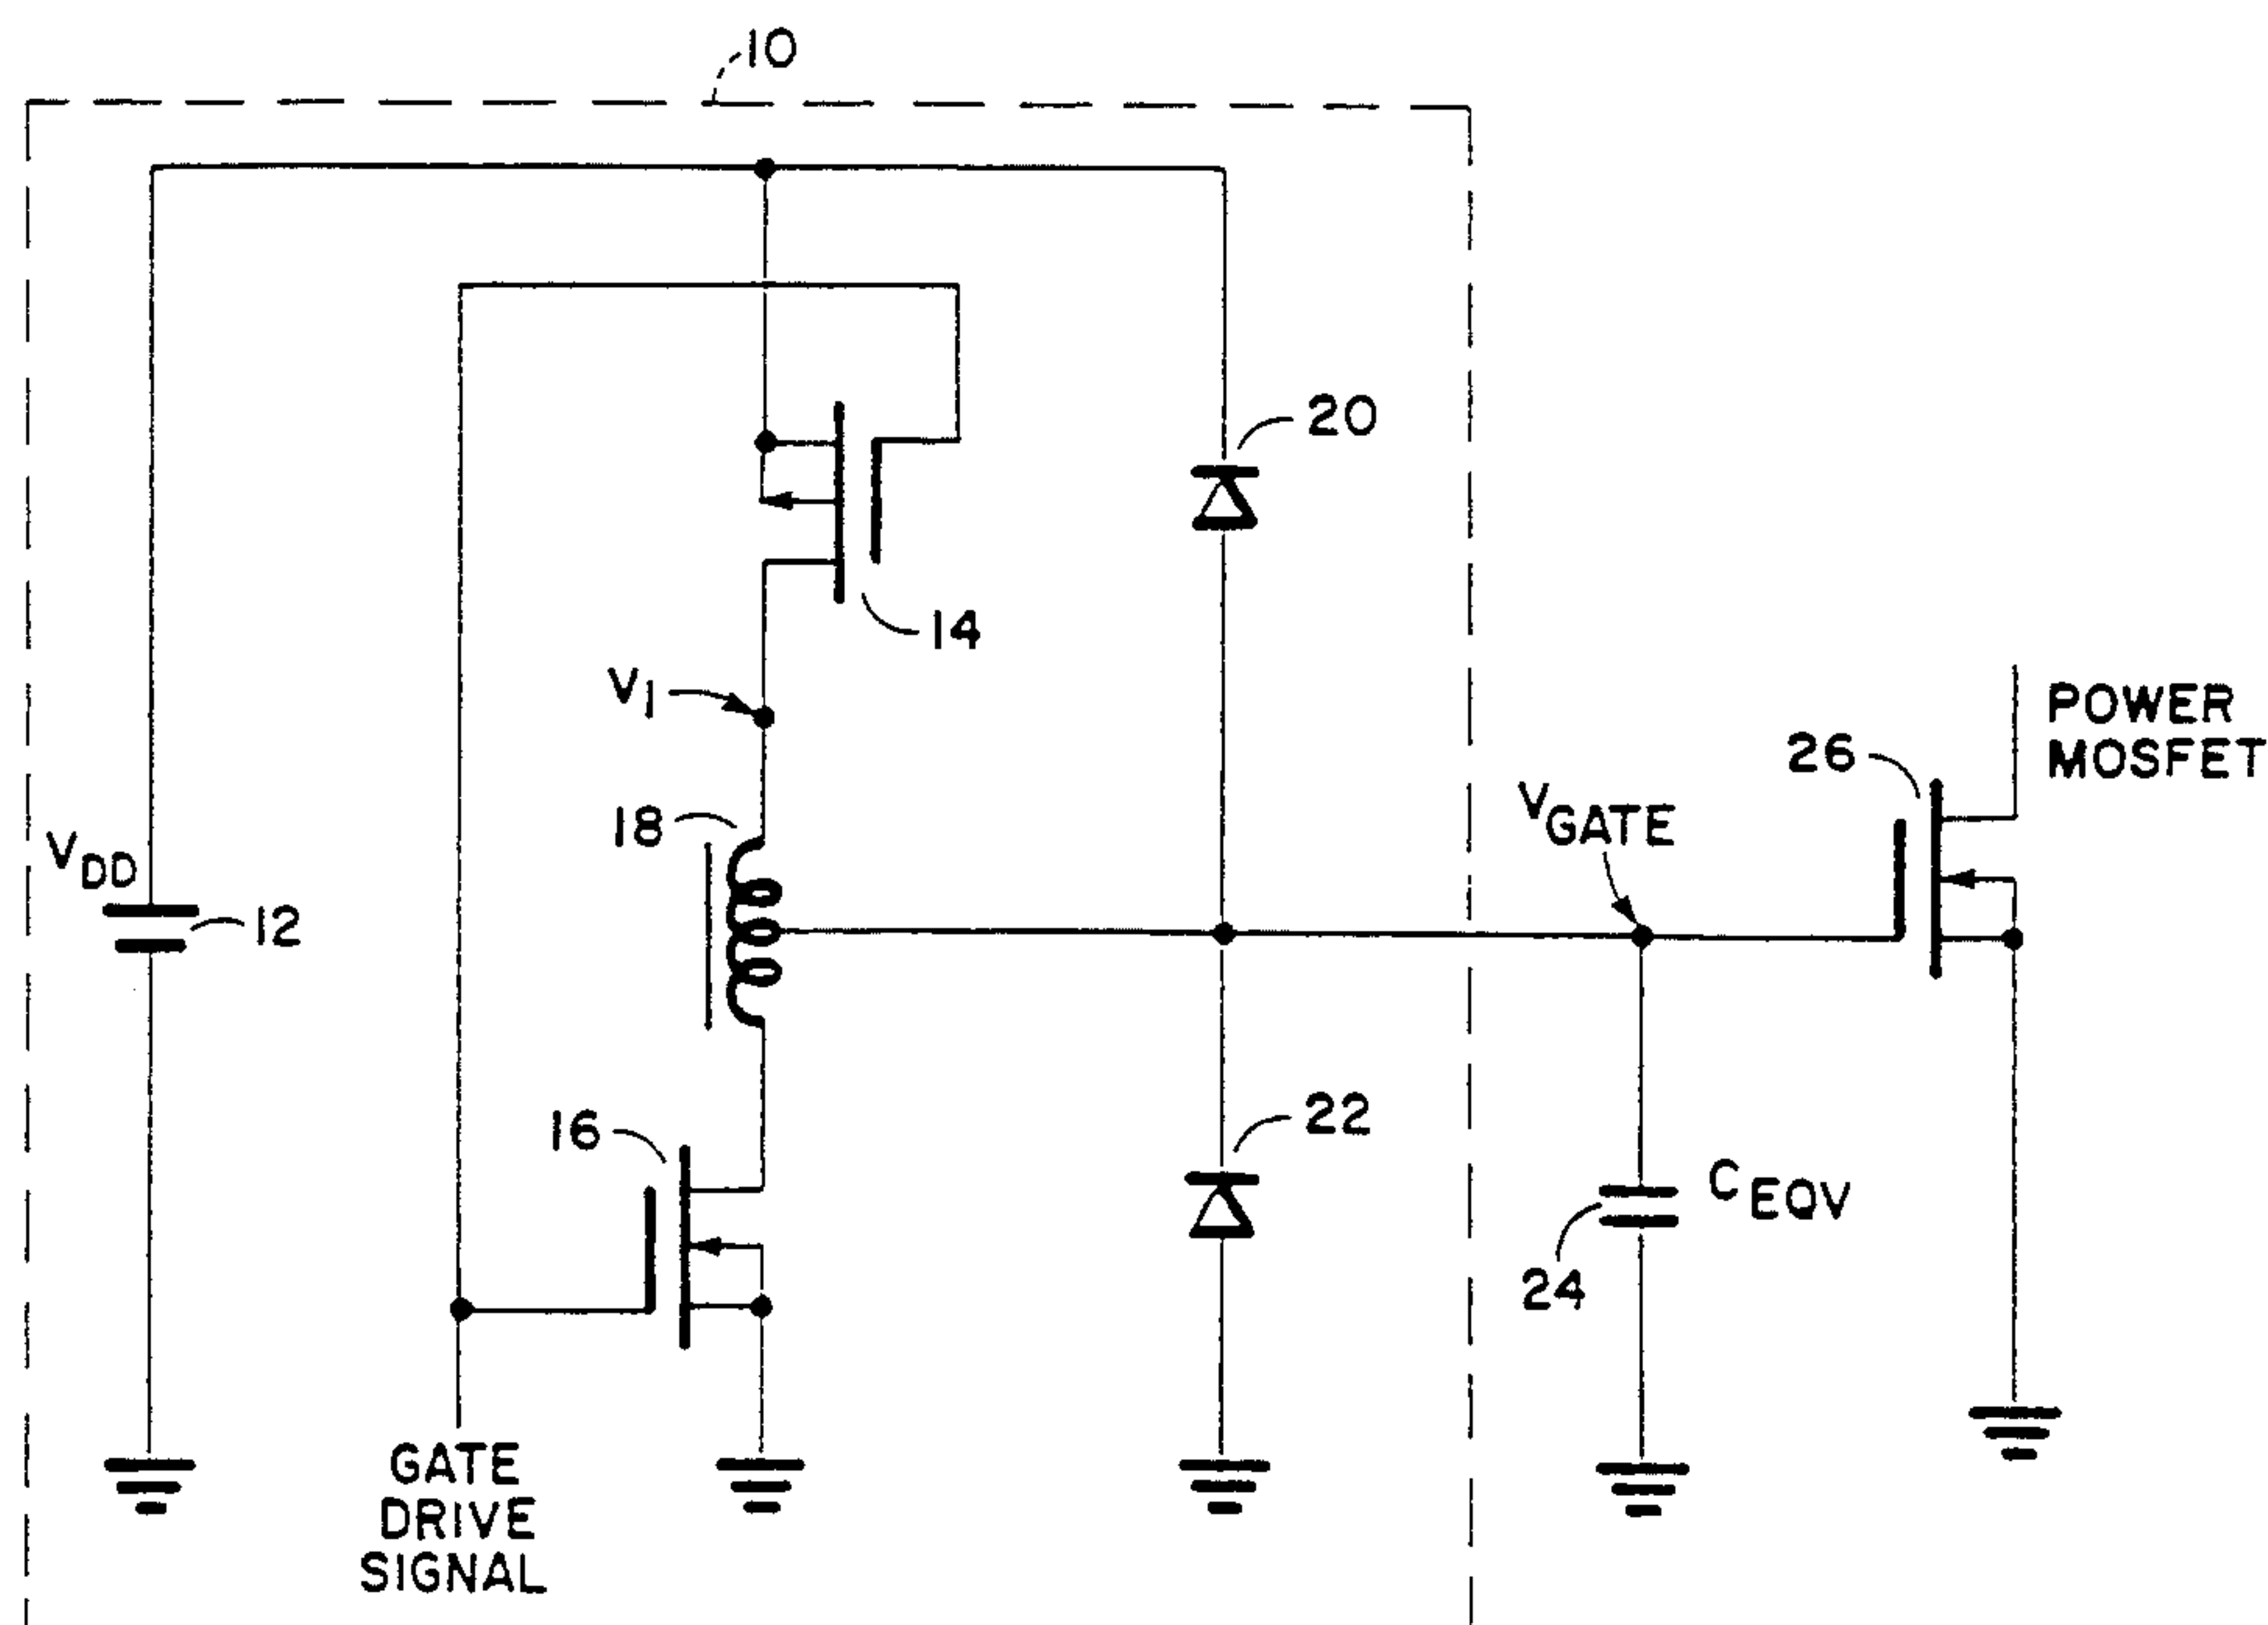 10
20
14
V1
POWER
MOSFET
26
18
VGATE
VDD
12
16
22
CEQV
24
GATE
DRIVE
SIGNAL